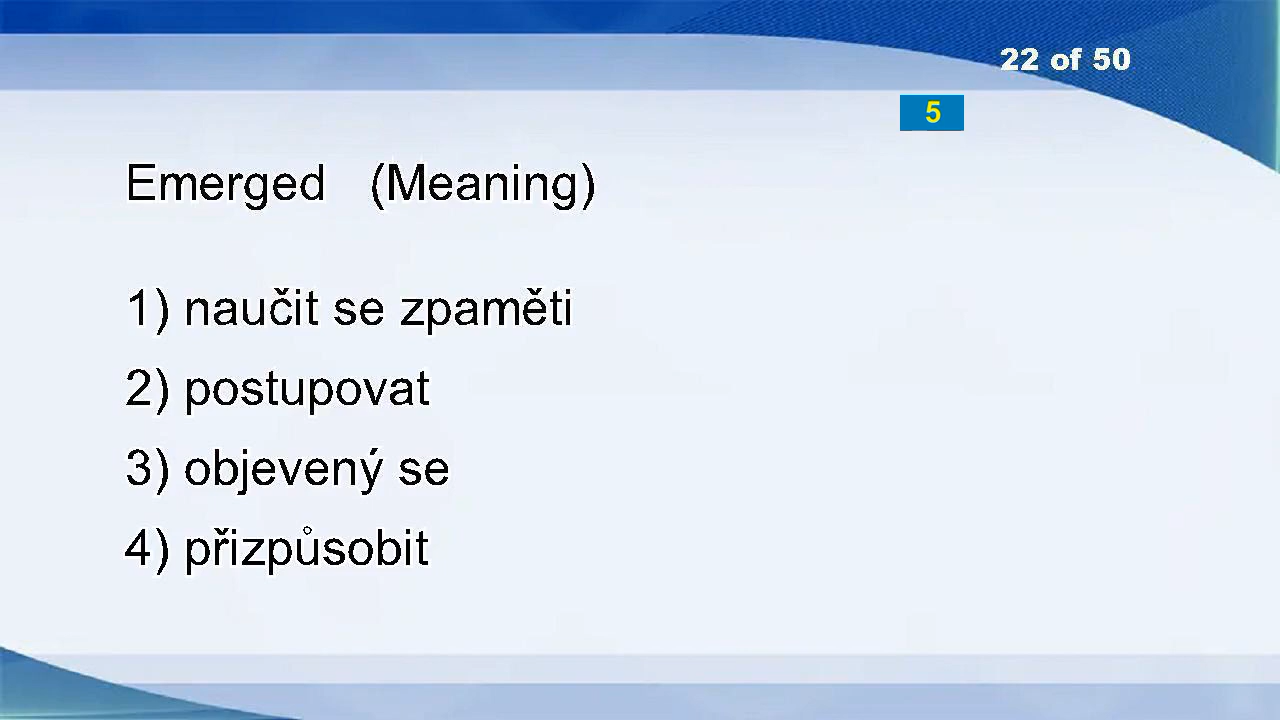 22 of 50
5
Emerged (Meaning)
1) naučit se zpaměti
2) postupovat
3) objevený se
4) přizpůsobit